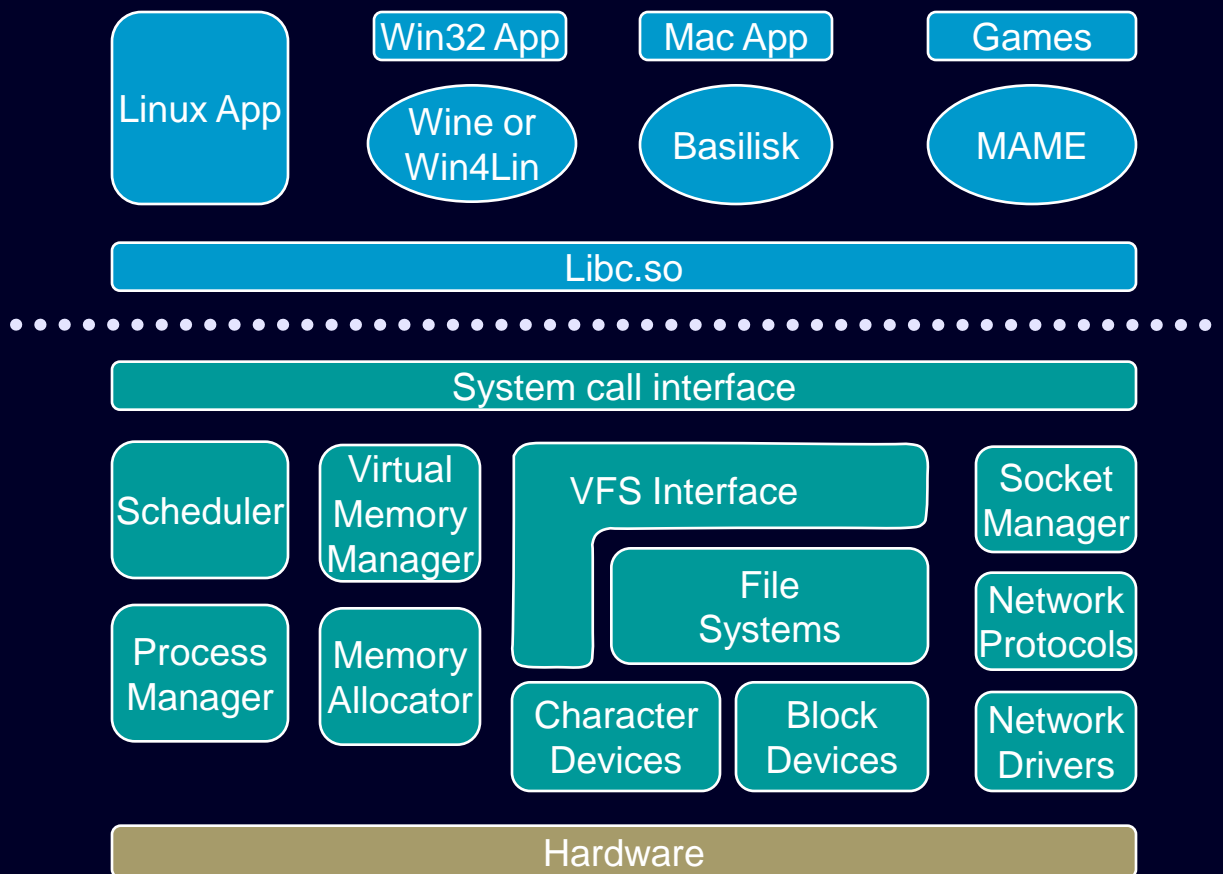 Linux App
Win32 App
Mac App
Games
Wine or
Win4Lin
Basilisk
MAME
Libc.so
System call interface
Scheduler
Virtual
Memory
Manager
VFS Interface
Socket
Manager
File
Systems
Network
Protocols
Process
Manager
Memory
Allocator
Character
Devices
Block
Devices
Network
Drivers
Hardware